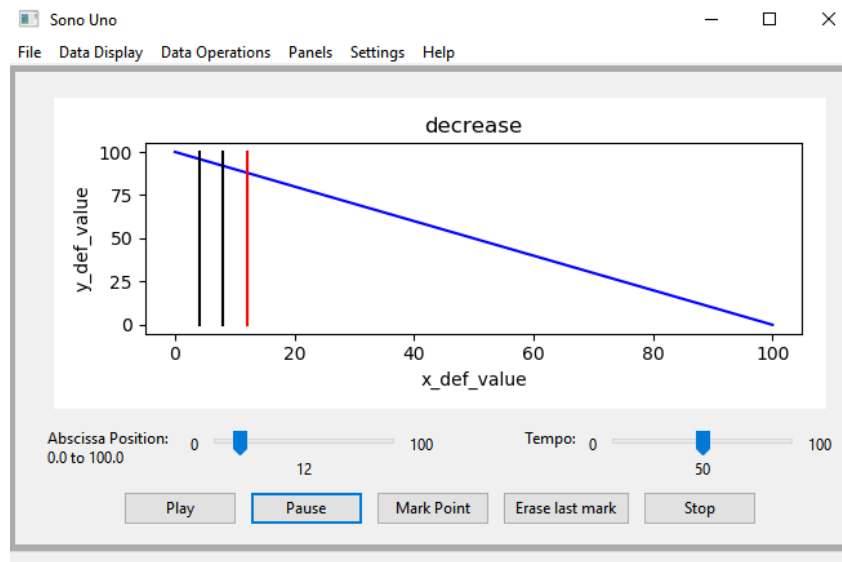 Sono Uno
File Data Display Data Operations Panels Settings Help
decrease
100
75
50
25
0
y_def_value
0 20 40 60 80 100
x_def_value
Abscissa Position: 0 100 Tempo: 0 100
0.0 to 100.0
12 50
Play Pause Mark Point Erase last mark Stop